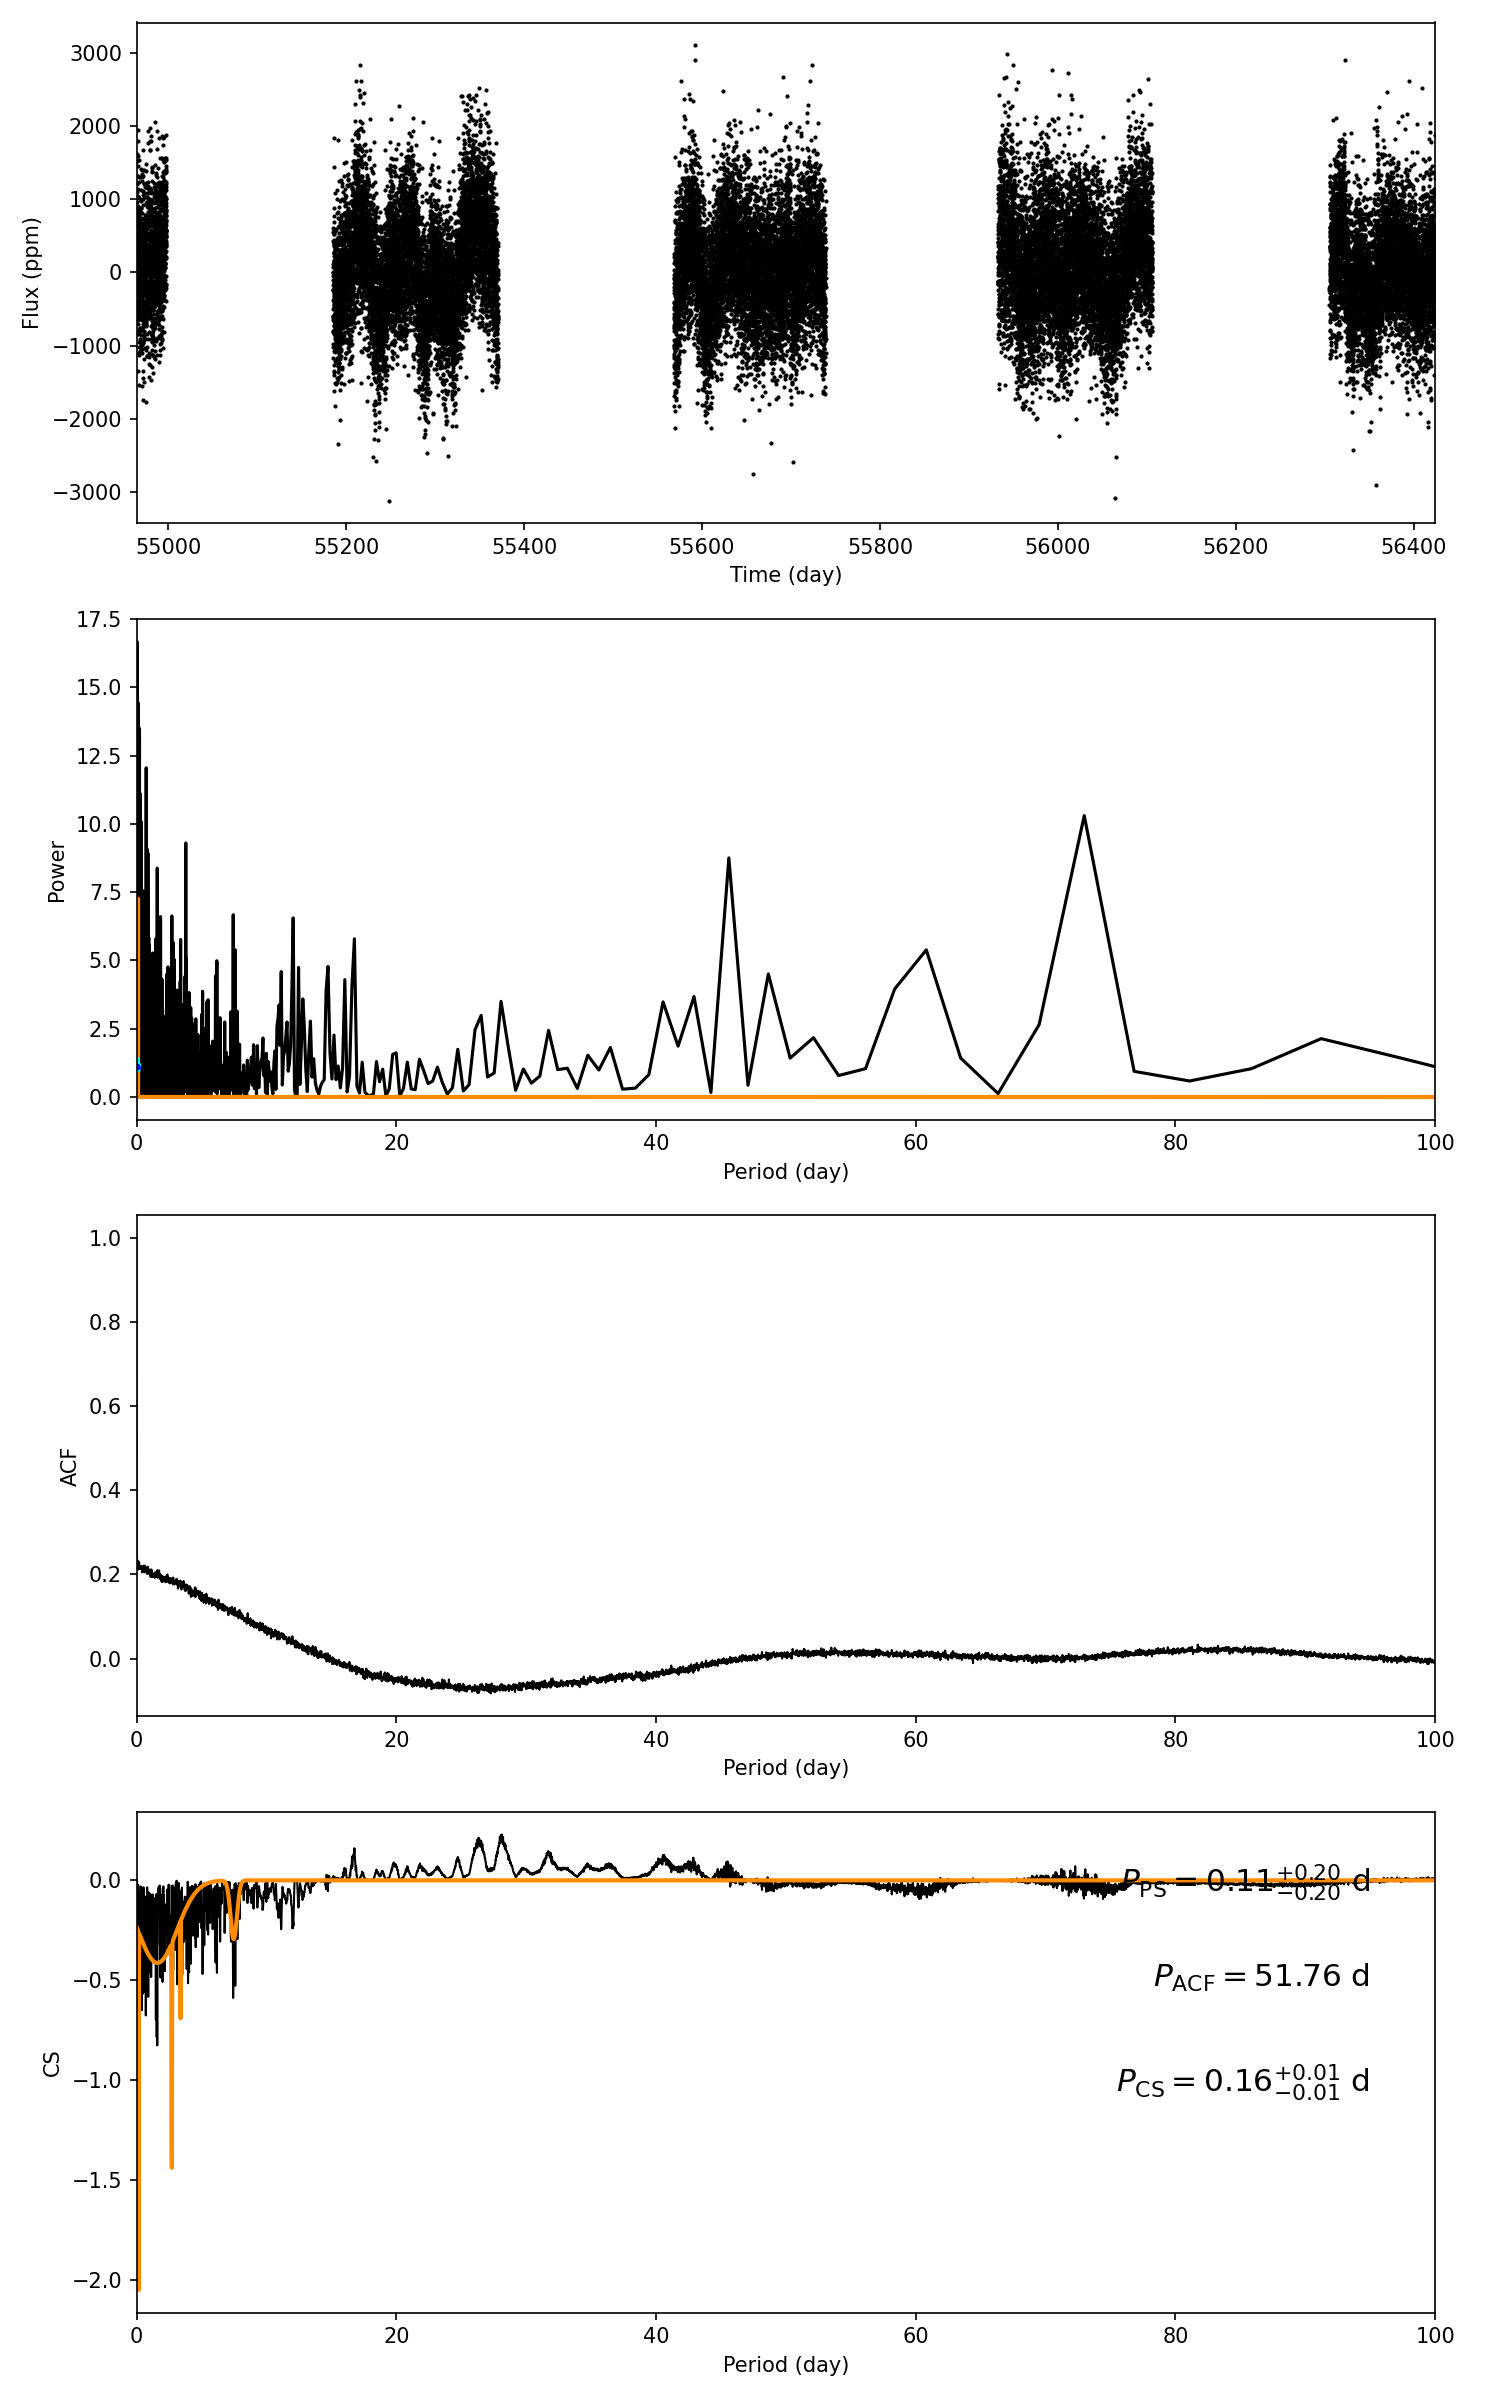 3000
2000
1000
0
−1000
−2000
−3000
Flux (ppm)
55000 55200 55400 55600 55800 56000 56200 56400
Time (day)
17.5
15.0
12.5
10.0
7.5
5.0
2.5
0.0
Power
0 20 40 60 80 100
Period (day)
1.0
0.8
0.6
0.4
0.2
0.0
ACF
0 20 40 60 80 100
Period (day)
0.0
−0.5
−1.0
−1.5
−2.0
CS
P_PS = 0.11^{+0.20}_{−0.20} d
P_ACF = 51.76 d
P_CS = 0.16^{+0.01}_{−0.01} d
0 20 40 60 80 100
Period (day)